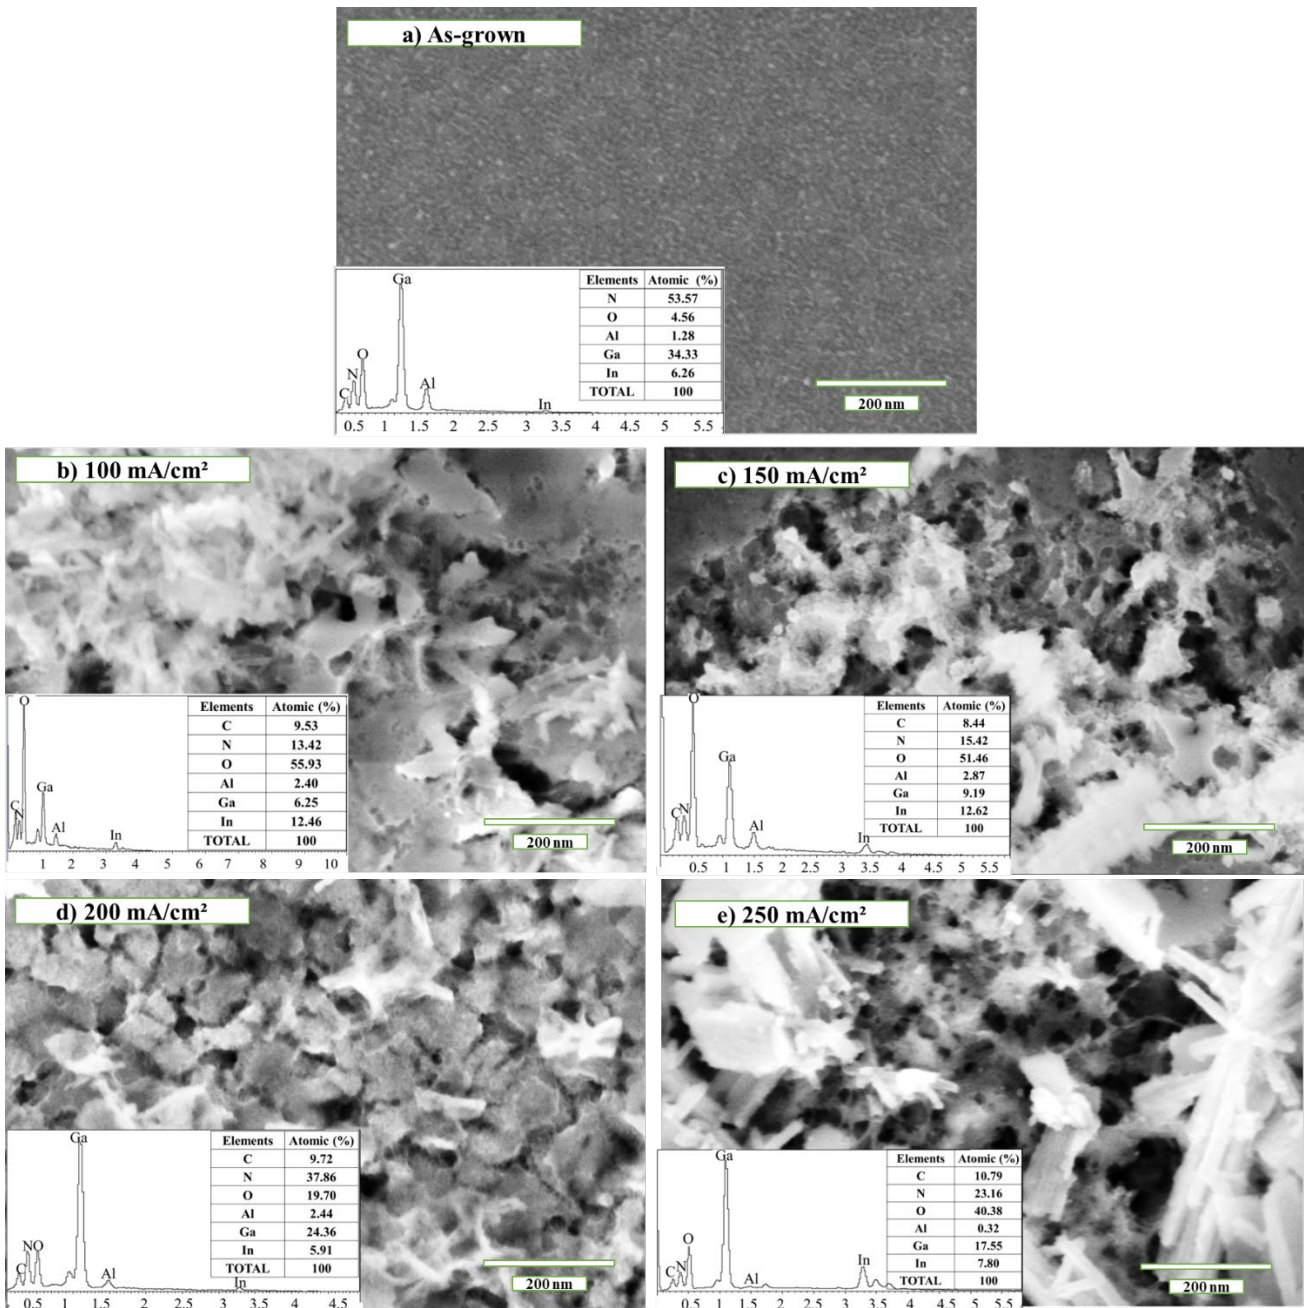 a) As-grown
Ga
O
N
C
Al
In
0.5 1 1.5 2 2.5 3 3.5 4 4.5 5 5.5
Elements Atomic (%)
N 53.57
O 4.56
Al 1.28
Ga 34.33
In 6.26
TOTAL 100
200 nm
b) 100 mA/cm²
O
Ga
C
N
Al
In
1 2 3 4 5 6 7 8 9 10
Elements Atomic (%)
C 9.53
N 13.42
O 55.93
Al 2.40
Ga 6.25
In 12.46
TOTAL 100
200 nm
c) 150 mA/cm²
O
Ga
C
N
Al
In
0.5 1 1.5 2 2.5 3 3.5 4 4.5 5 5.5
Elements Atomic (%)
C 8.44
N 15.42
O 51.46
Al 2.87
Ga 9.19
In 12.62
TOTAL 100
200 nm
d) 200 mA/cm²
Ga
N
O
C
Al
In
0.5 1 1.5 2 2.5 3 3.5 4 4.5
Elements Atomic (%)
C 9.72
N 37.86
O 19.70
Al 2.44
Ga 24.36
In 5.91
TOTAL 100
200 nm
e) 250 mA/cm²
Ga
O
N
C
Al
In
0.5 1 1.5 2 2.5 3 3.5 4 4.5 5 5.5
Elements Atomic (%)
C 10.79
N 23.16
O 40.38
Al 0.32
Ga 17.55
In 7.80
TOTAL 100
200 nm